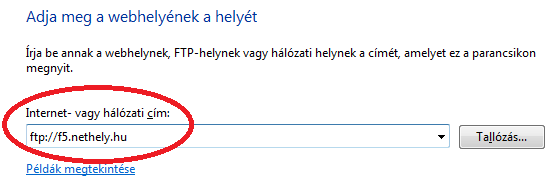 Adja meg a webhelyének a helyét
Írja be annak a webhelynek, FTP-helynek vagy hálózati helynek a címét, amelyet ez a parancsikon
megnyit.
Internet- vagy hálózati cím:
ftp://f5.nethely.hu
Tallózás...
Példák megtekintése